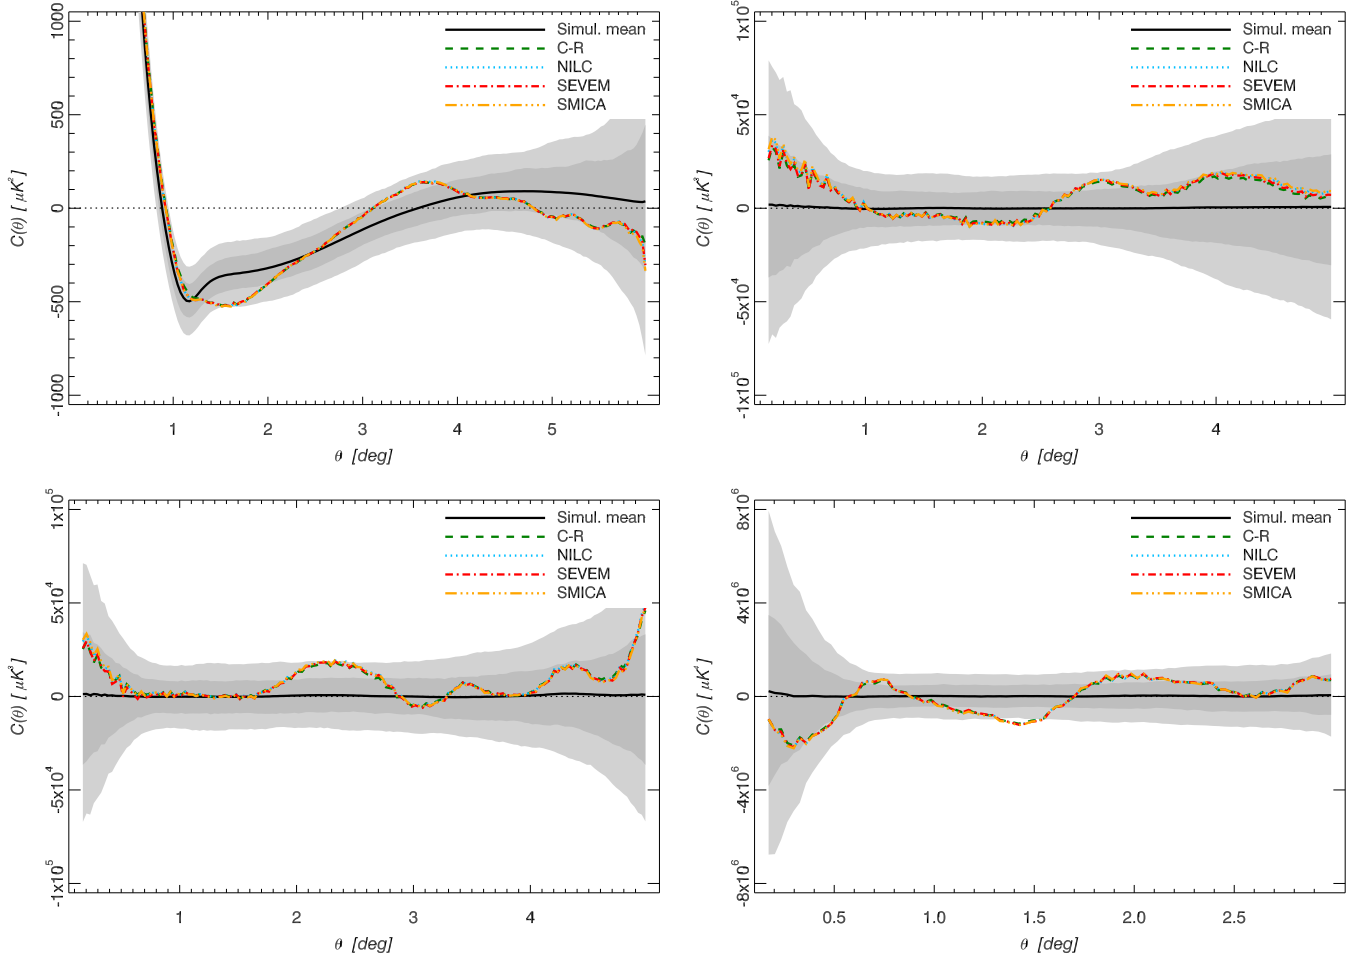 Simul. mean
C-R
NILC
SEVEM
SMICA
1000
500
0
-500
-1000
C(θ) [ μK²]
1 2 3 4 5
θ [deg]
Simul. mean
C-R
NILC
SEVEM
SMICA
1x10⁵
5x10⁴
0
-5x10⁴
-1x10⁵
C(θ) [ μK³]
1 2 3 4
θ [deg]
Simul. mean
C-R
NILC
SEVEM
SMICA
1x10⁵
5x10⁴
0
-5x10⁴
-1x10⁵
C(θ) [ μK³]
1 2 3 4
θ [deg]
Simul. mean
C-R
NILC
SEVEM
SMICA
8x10⁶
4x10⁶
0
-4x10⁶
-8x10⁶
C(θ) [ μK⁴]
0.5 1.0 1.5 2.0 2.5
θ [deg]